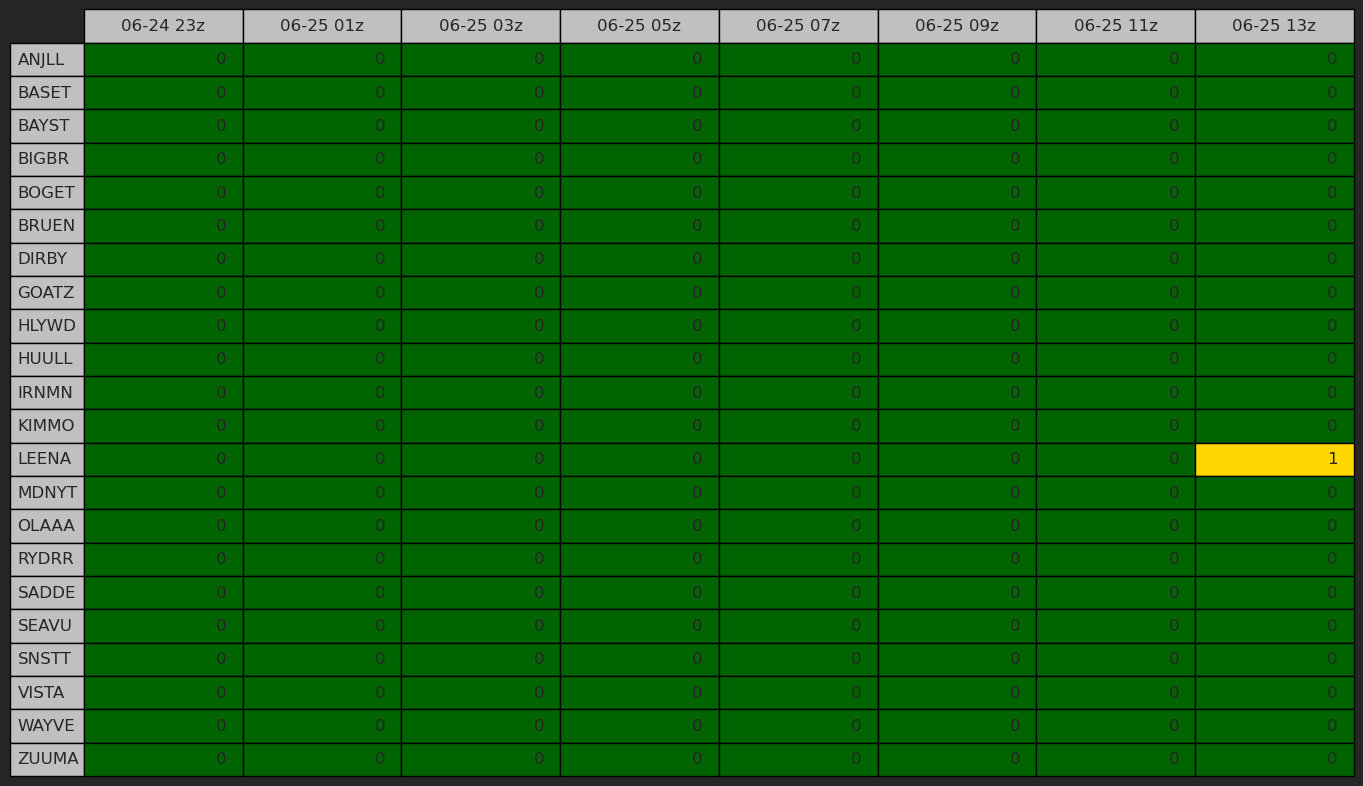 06-24 23z 06-25 01z 06-25 03z 06-25 05z 06-25 07z 06-25 09z 06-25 11z 06-25 13z
ANJLL 0 0 0 0 0 0 0 0
BASET 0 0 0 0 0 0 0 0
BAYST 0 0 0 0 0 0 0 0
BIGBR 0 0 0 0 0 0 0 0
BOGET 0 0 0 0 0 0 0 0
BRUEN 0 0 0 0 0 0 0 0
DIRBY 0 0 0 0 0 0 0 0
GOATZ 0 0 0 0 0 0 0 0
HLYWD 0 0 0 0 0 0 0 0
HUULL 0 0 0 0 0 0 0 0
IRNMN 0 0 0 0 0 0 0 0
KIMMO 0 0 0 0 0 0 0 0
LEENA 0 0 0 0 0 0 0 1
MDNYT 0 0 0 0 0 0 0 0
OLAAA 0 0 0 0 0 0 0 0
RYDRR 0 0 0 0 0 0 0 0
SADDE 0 0 0 0 0 0 0 0
SEAVU 0 0 0 0 0 0 0 0
SNSTT 0 0 0 0 0 0 0 0
VISTA 0 0 0 0 0 0 0 0
WAYVE 0 0 0 0 0 0 0 0
ZUUMA 0 0 0 0 0 0 0 0